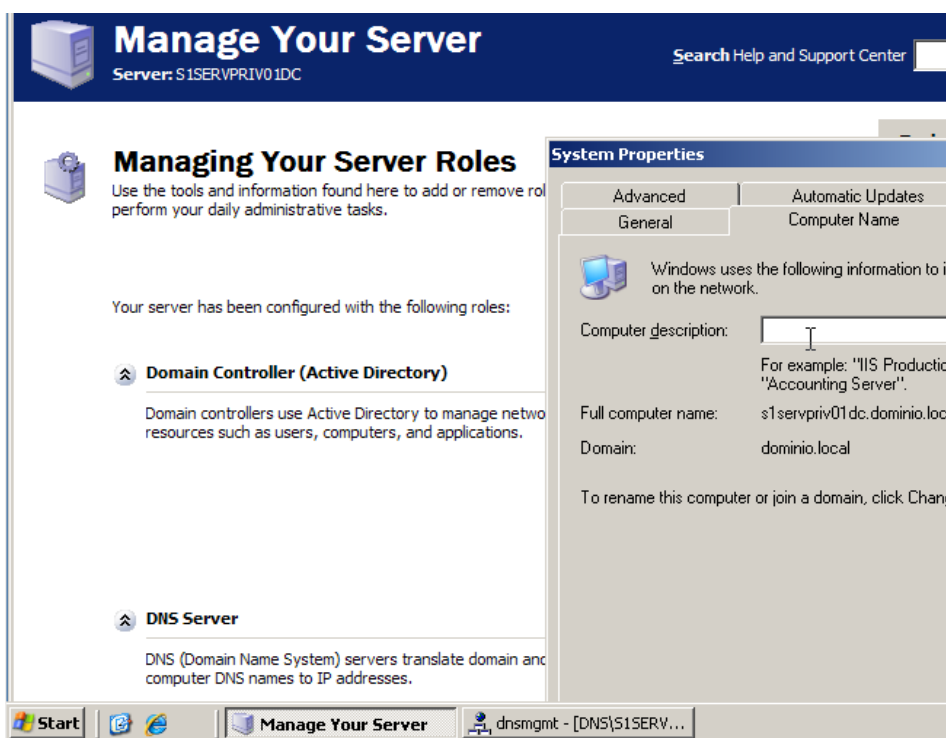 Manage Your Server
Server: S1SERVPRIV01DC
Search Help and Support Center
Managing Your Server Roles
Use the tools and information found here to add or remove rol
perform your daily administrative tasks.
Your server has been configured with the following roles:
Domain Controller (Active Directory)
Domain controllers use Active Directory to manage netwo
resources such as users, computers, and applications.
DNS Server
DNS (Domain Name System) servers translate domain and
computer DNS names to IP addresses.
System Properties
Advanced
Automatic Updates
General
Computer Name
Windows uses the following information to i
on the network.
Computer description:
For example: "IIS Productio
"Accounting Server".
Full computer name: s1servpriv01dc.dominio.loc
Domain: dominio.local
To rename this computer or join a domain, click Chan
Start
Manage Your Server
dnsmgmt - [DNS\S1SERV...